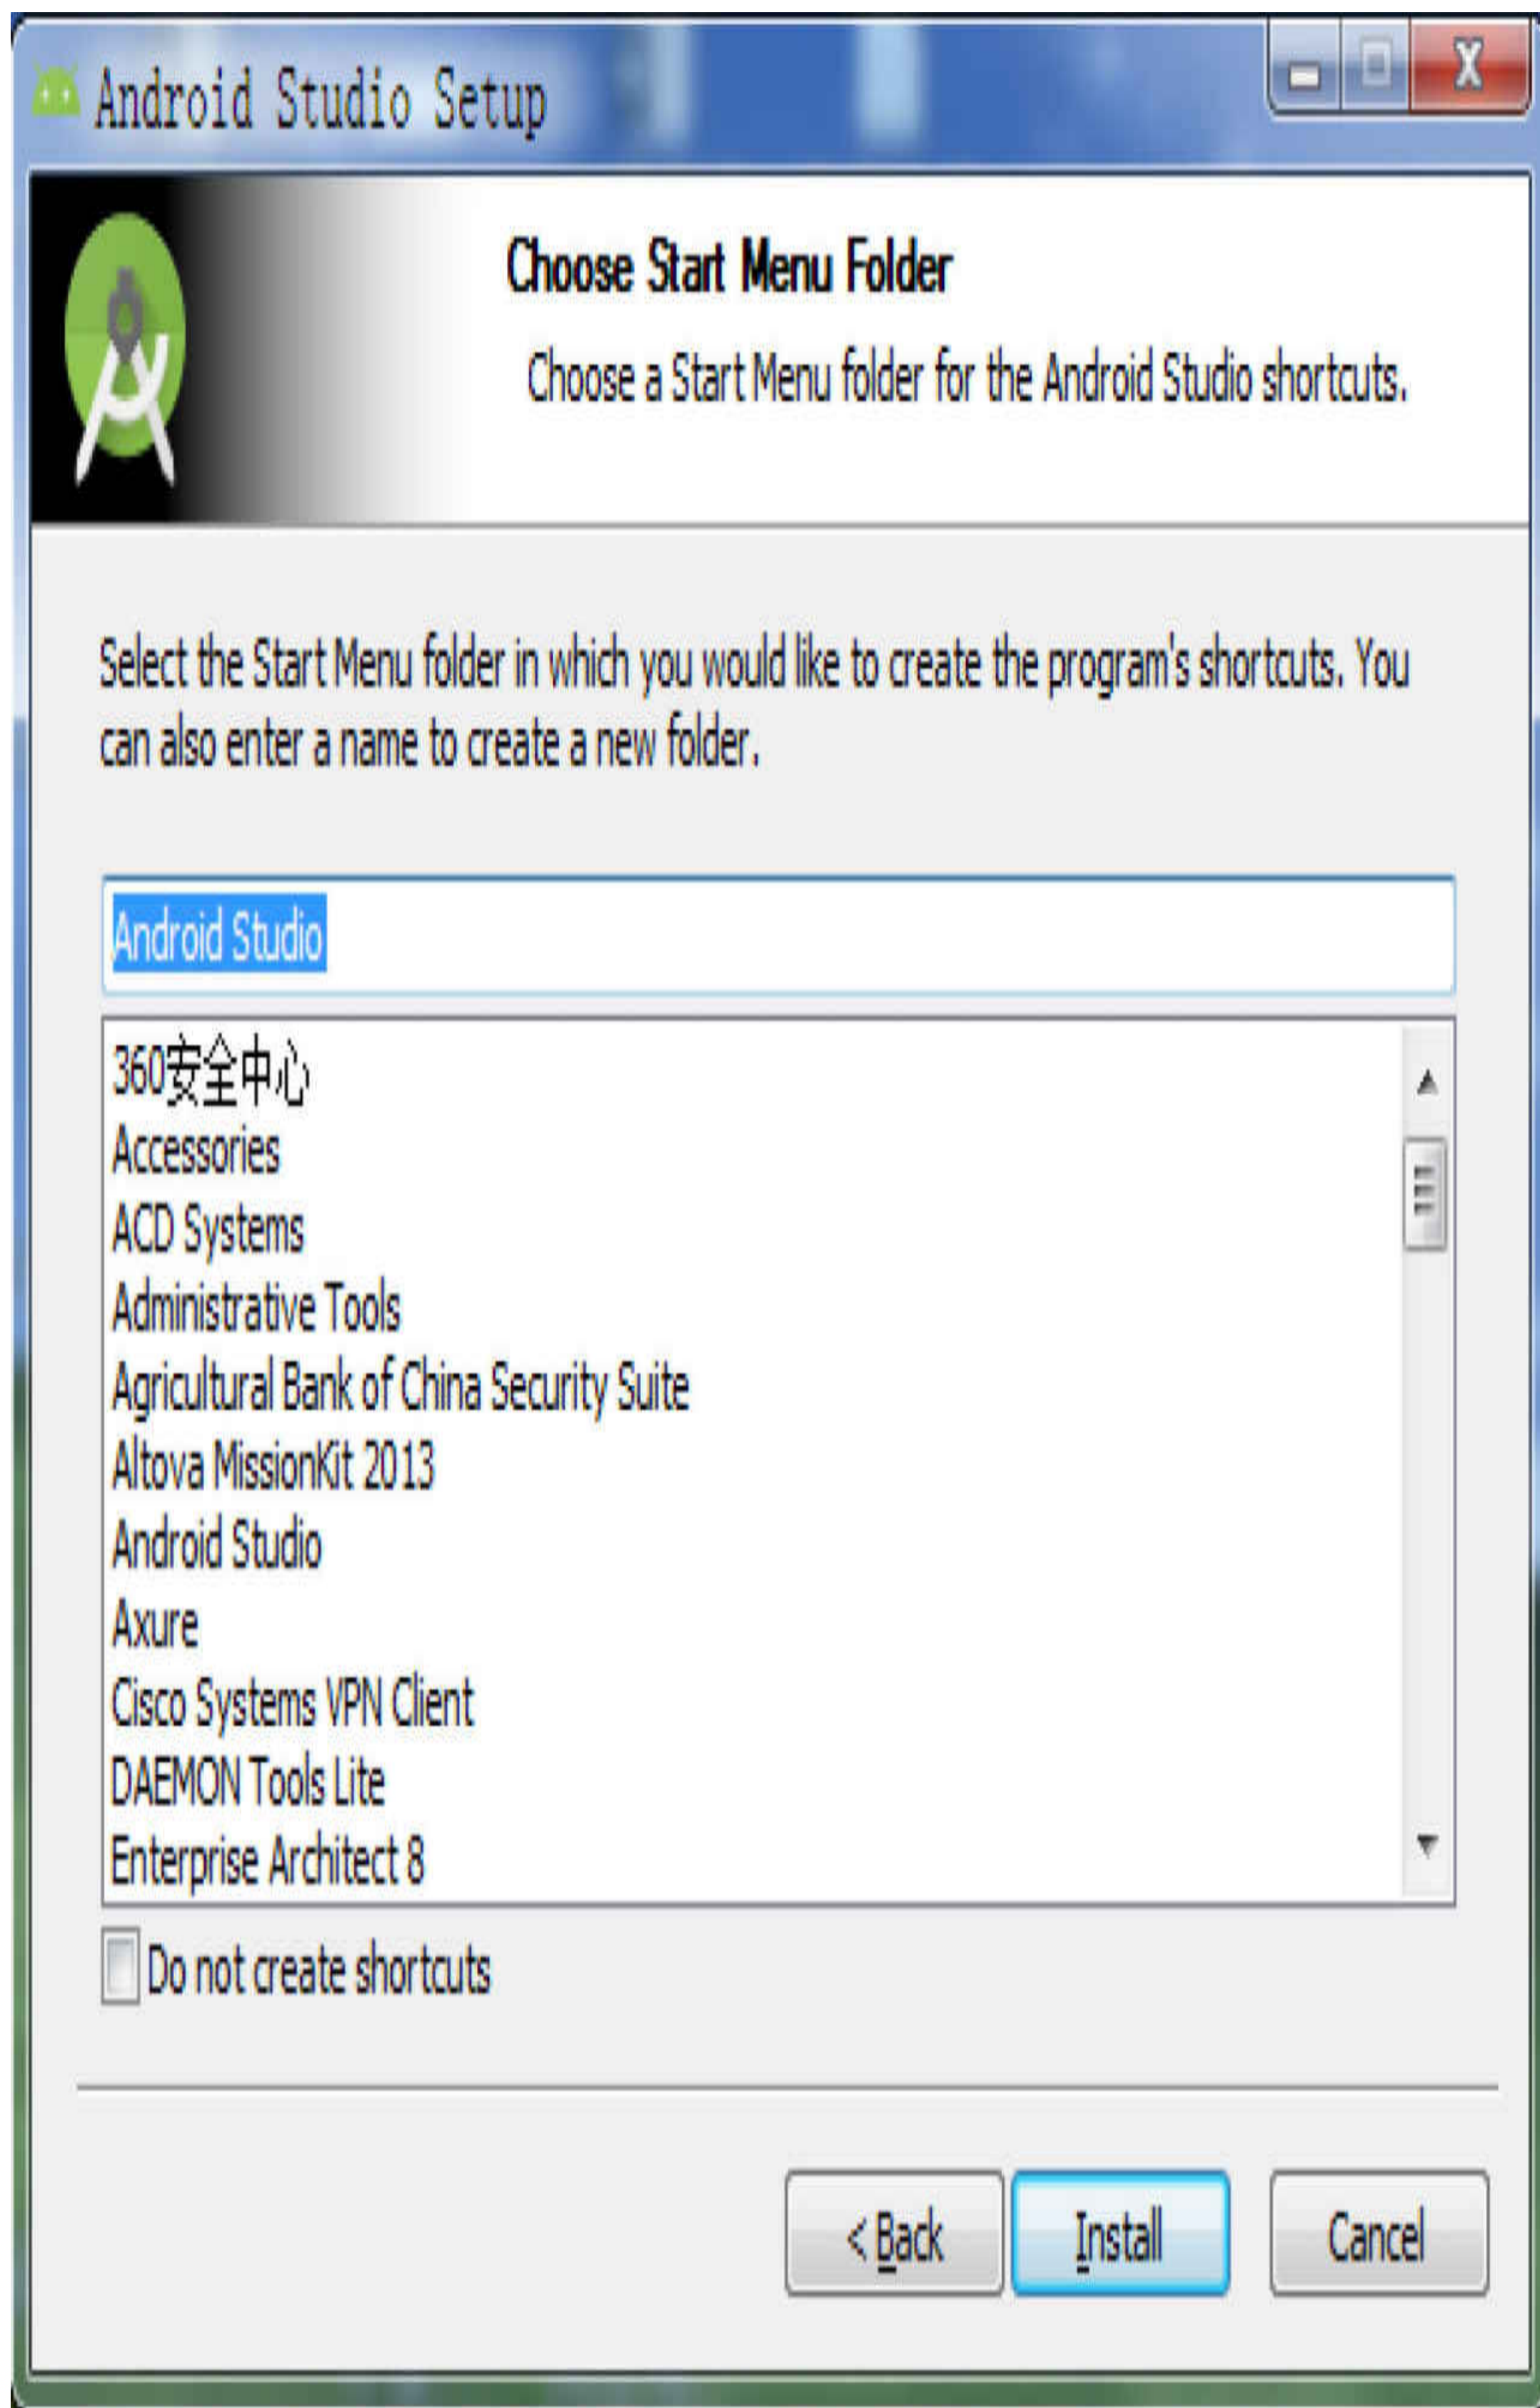 Android Studio Setup
Choose Start Menu Folder
Choose a Start Menu folder for the Android Studio shortcuts.
Select the Start Menu folder in which you would like to create the program's shortcuts. You
can also enter a name to create a new folder.
Android Studio
360安全中心
Accessories
ACD Systems
Administrative Tools
Agricultural Bank of China Security Suite
Altova MissionKit 2013
Android Studio
Axure
Cisco Systems VPN Client
DAEMON Tools Lite
Enterprise Architect 8
Do not create shortcuts
< Back
Install
Cancel